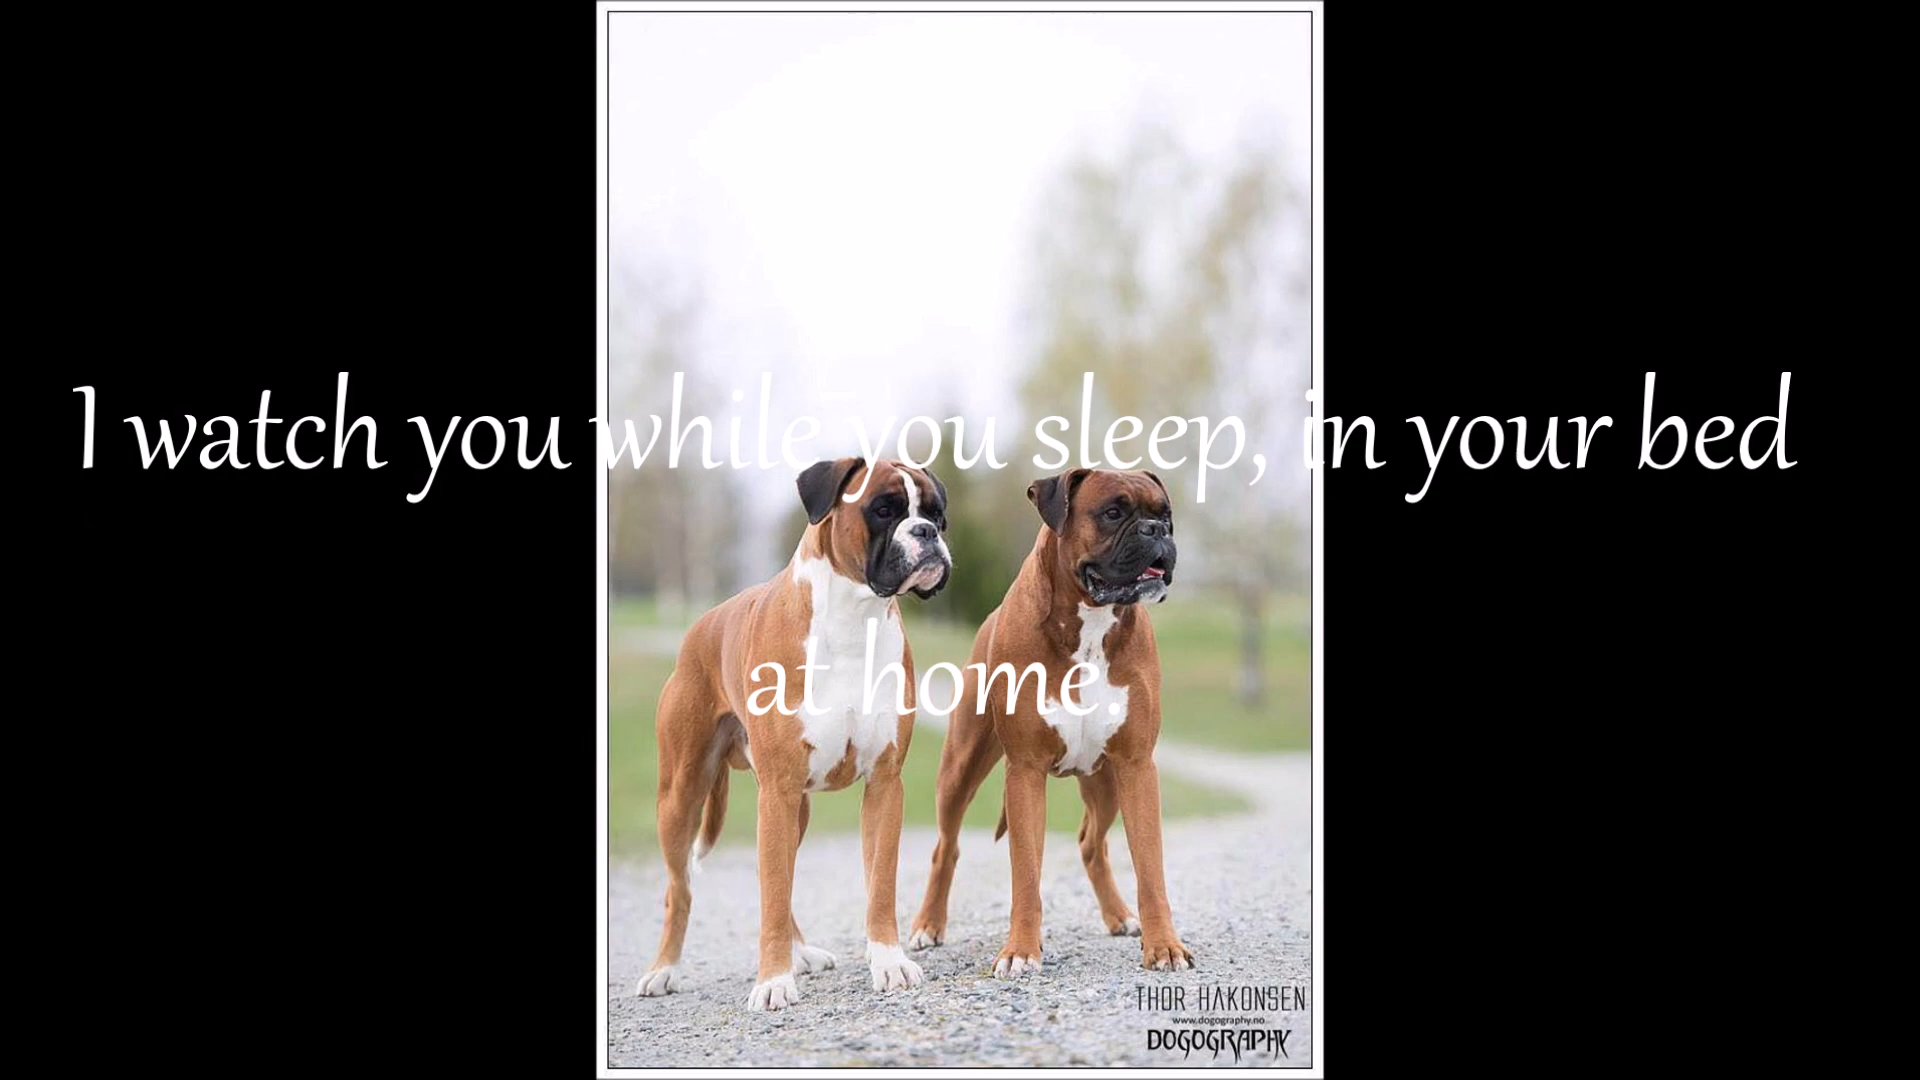 I watch you while you sleep, in your bed
at home.
THOR HAKONSEN
www.dogography.no
DOGOGRAPHY